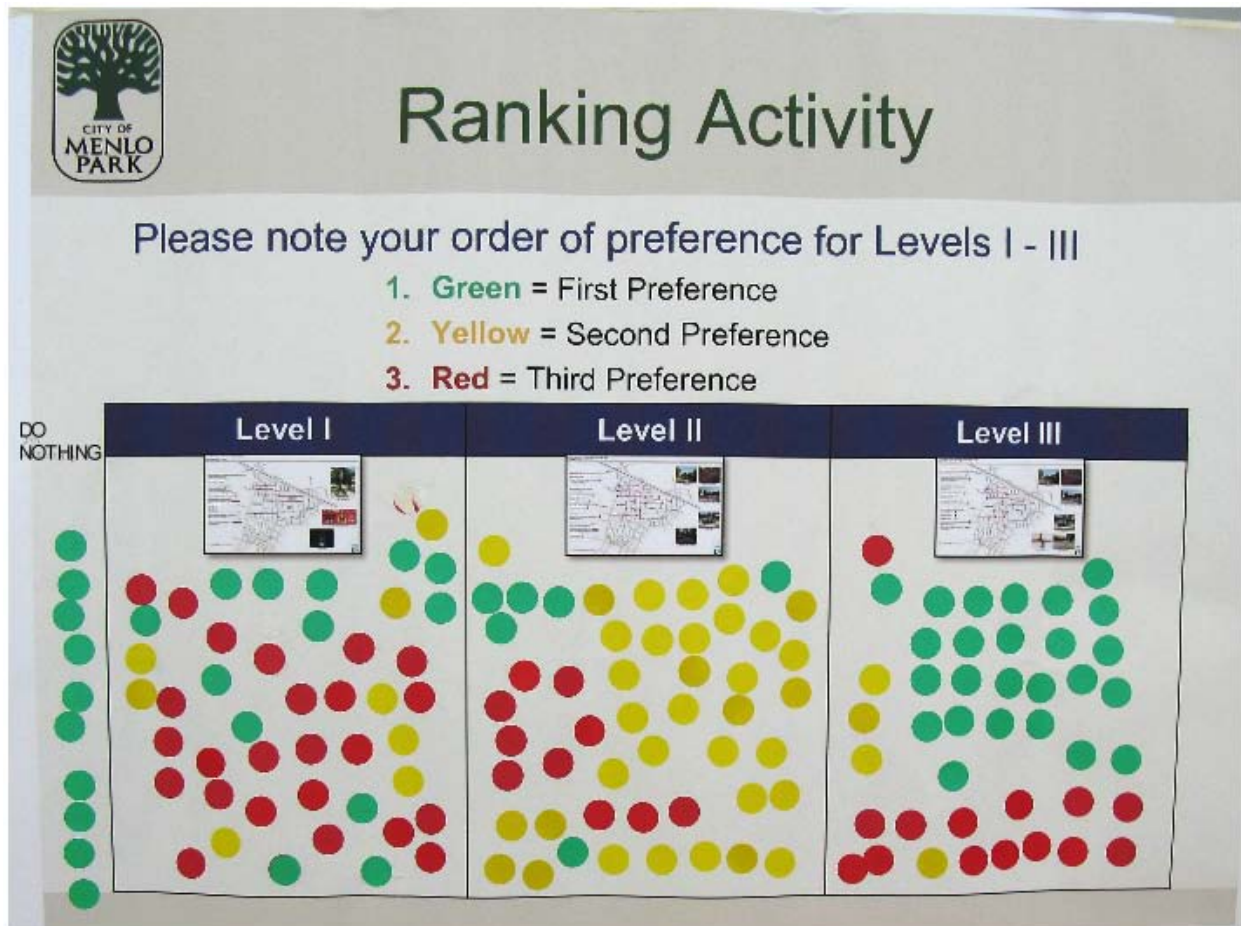 CITY OF
MENLO
PARK
Ranking Activity
Please note your order of preference for Levels I - III
1. Green = First Preference
2. Yellow = Second Preference
3. Red = Third Preference
DO
NOTHING
Level I
Level II
Level III